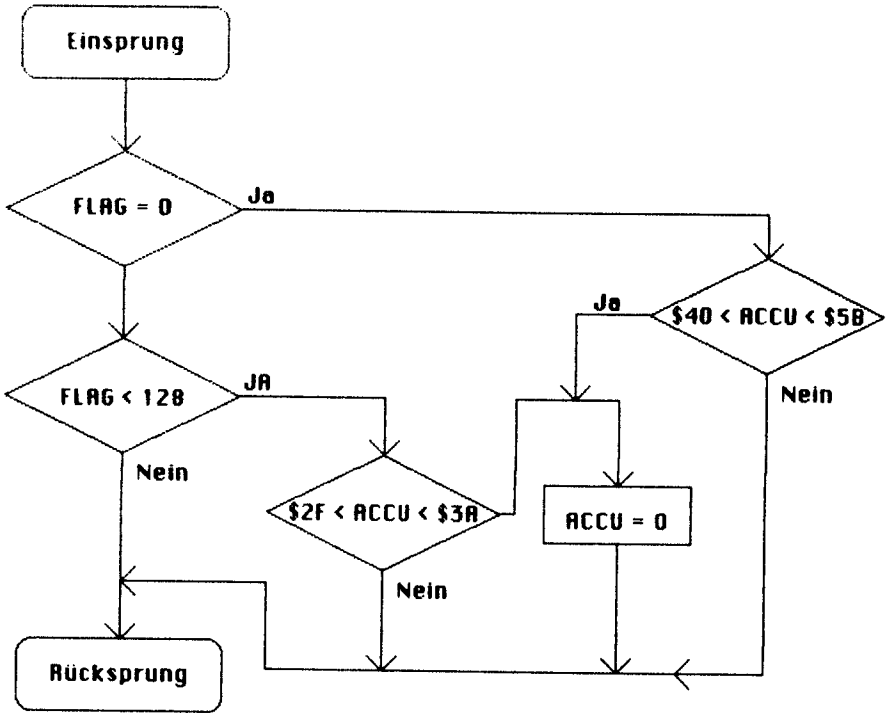 Einsprung
FLAG = 0
Ja
$40 < ACCU < $5B
Ja
Nein
FLAG < 128
JA
Nein
$2F < ACCU < $3A
ACCU = 0
Nein
Rücksprung